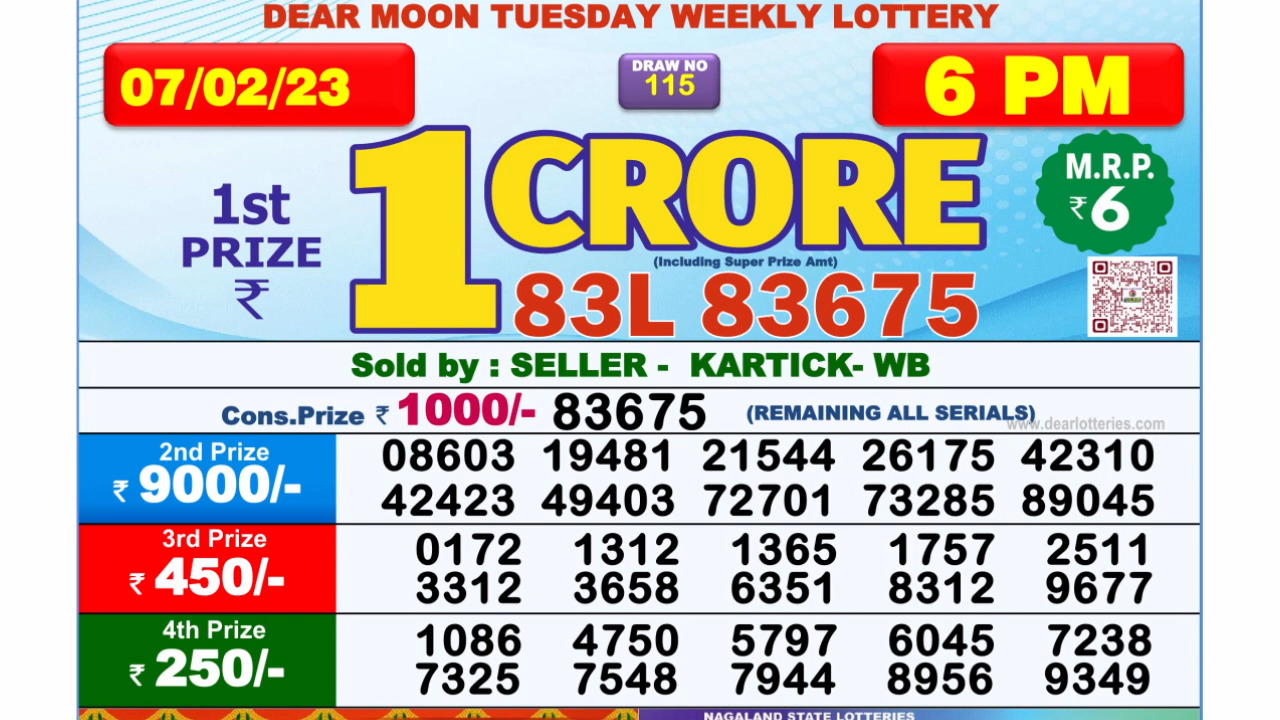 DEAR MOON TUESDAY WEEKLY LOTTERY
07/02/23
DRAW NO
115
6 PM
1st
PRIZE
₹
1 CRORE
(Including Super Prize Amt)
83L 83675
M.R.P.
₹6
Sold by : SELLER - KARTICK- WB
Cons.Prize ₹ 1000/- 83675 (REMAINING ALL SERIALS)
www.dearlotteries.com
2nd Prize
₹ 9000/-
08603 19481 21544 26175 42310
42423 49403 72701 73285 89045
3rd Prize
₹ 450/-
0172 1312 1365 1757 2511
3312 3658 6351 8312 9677
4th Prize
₹ 250/-
1086 4750 5797 6045 7238
7325 7548 7944 8956 9349
NAGALAND STATE LOTTERIES